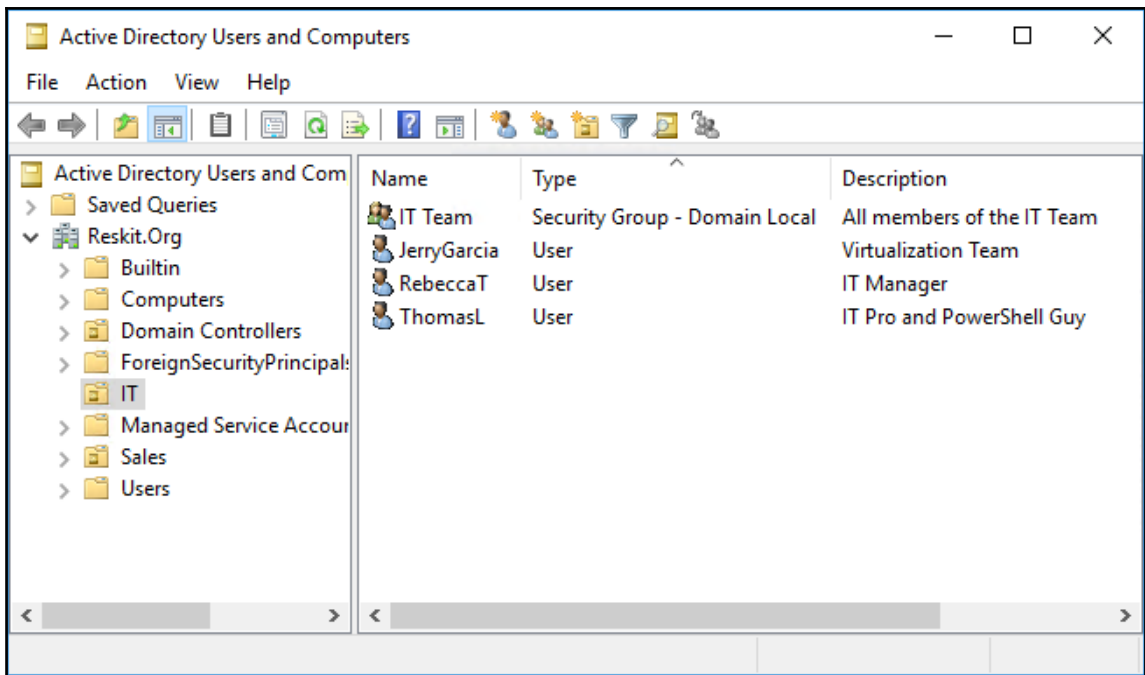 Active Directory Users and Computers
File Action View Help
Active Directory Users and Com
Saved Queries
Reskit.Org
Builtin
Computers
Domain Controllers
ForeignSecurityPrincipals
IT
Managed Service Accour
Sales
Users
Name Type Description
IT Team Security Group - Domain Local All members of the IT Team
JerryGarcia User Virtualization Team
RebeccaT User IT Manager
ThomasL User IT Pro and PowerShell Guy